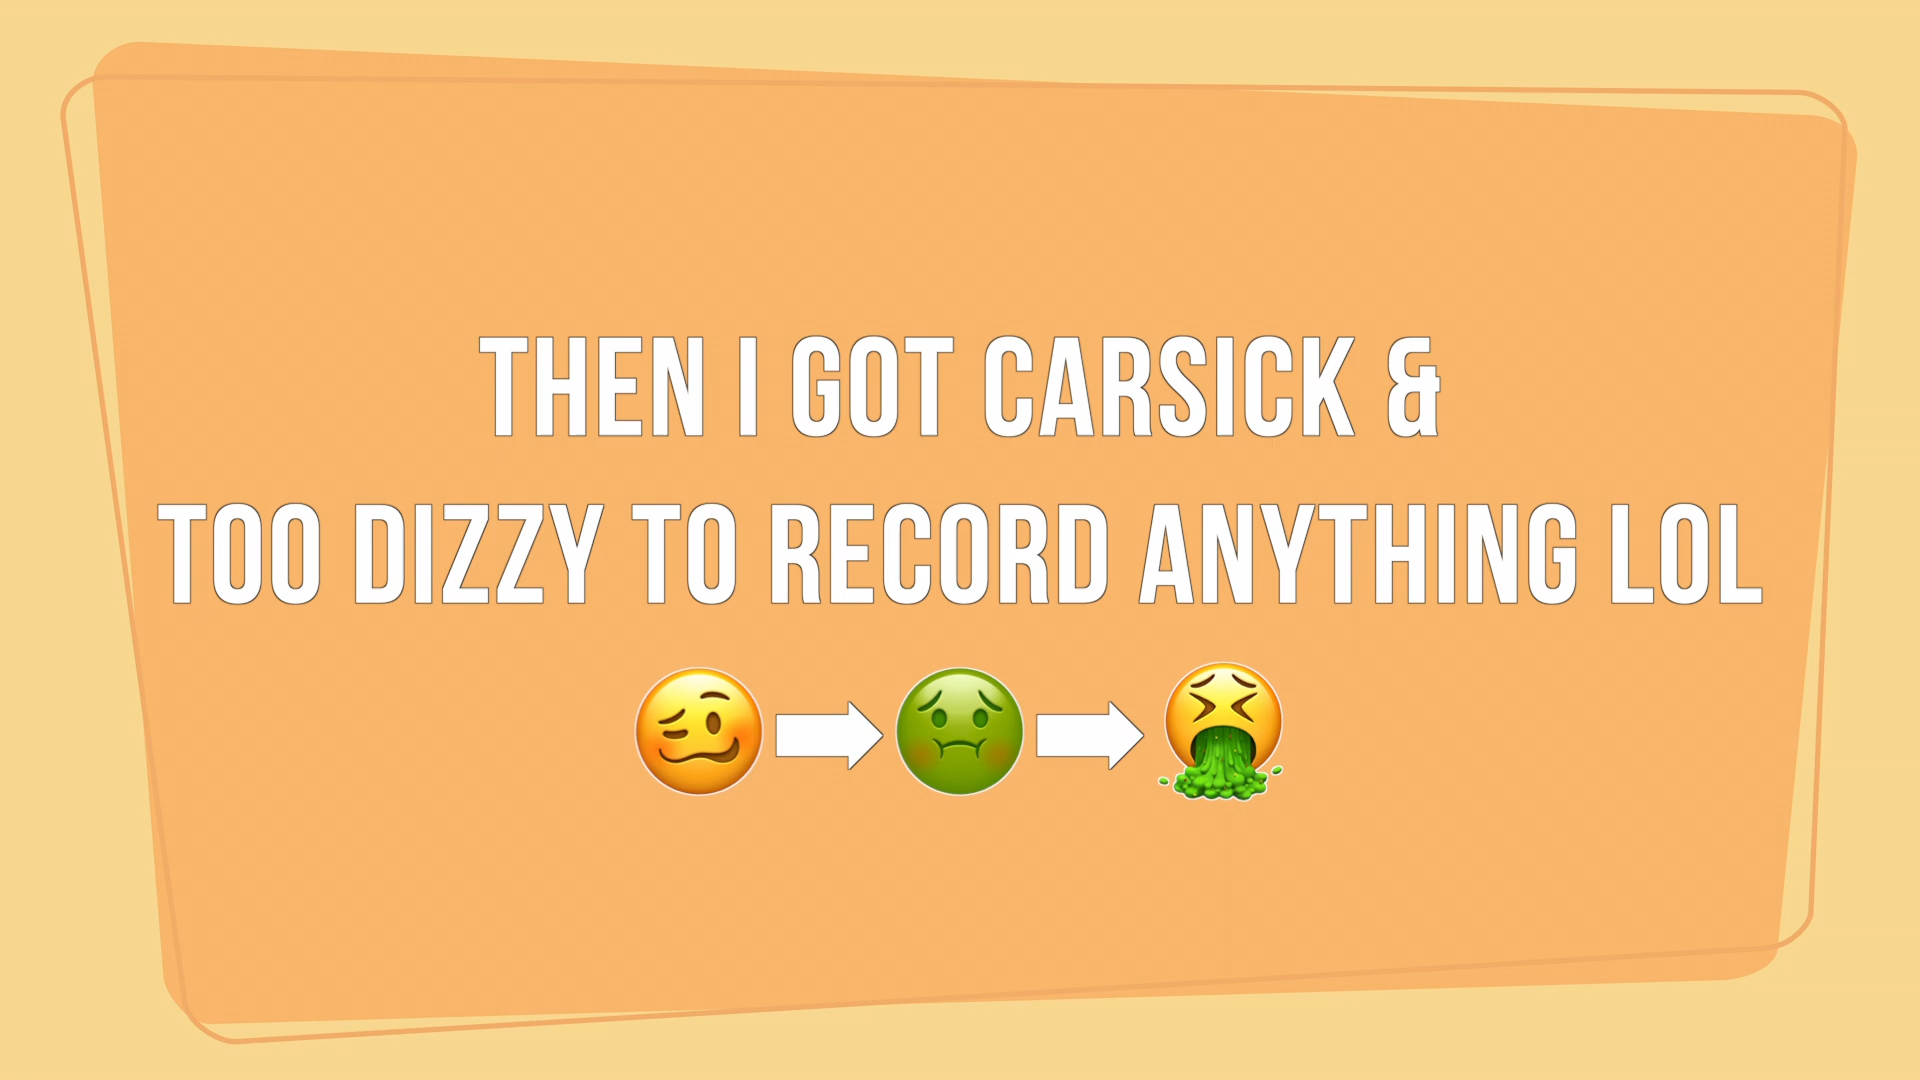 THEN I GOT CARSICK &
TOO DIZZY TO RECORD ANYTHING LOL
🥴➡🤢➡🤮